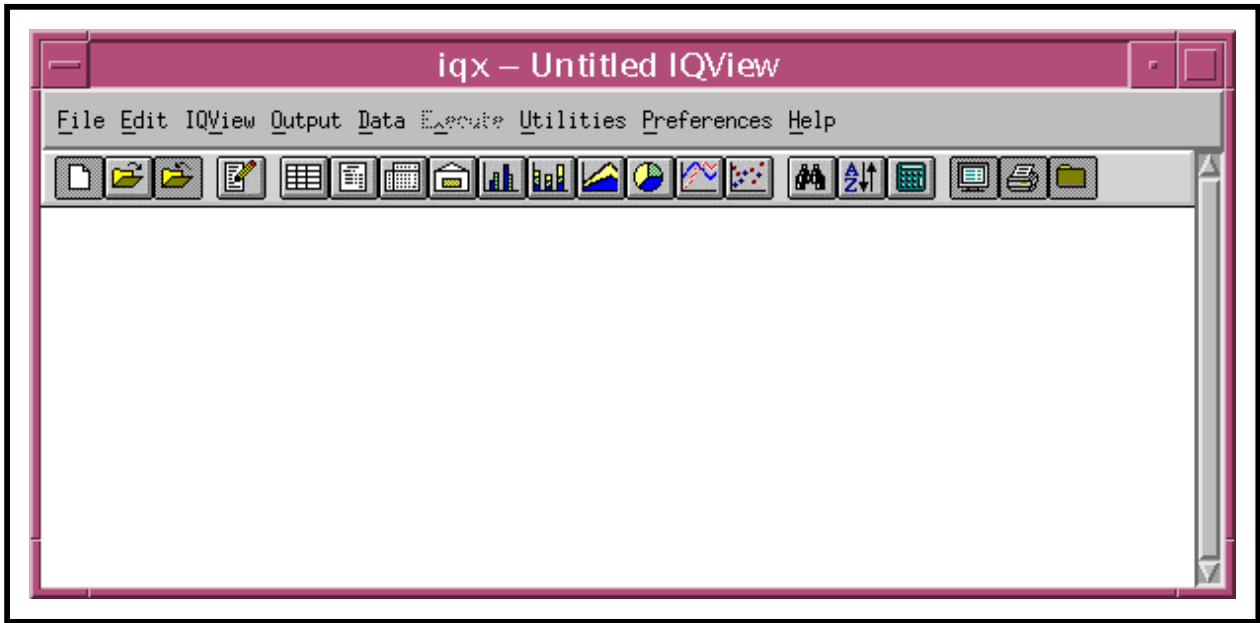 iqx – Untitled IQView
File Edit IQView Output Data Execute Utilities Preferences Help